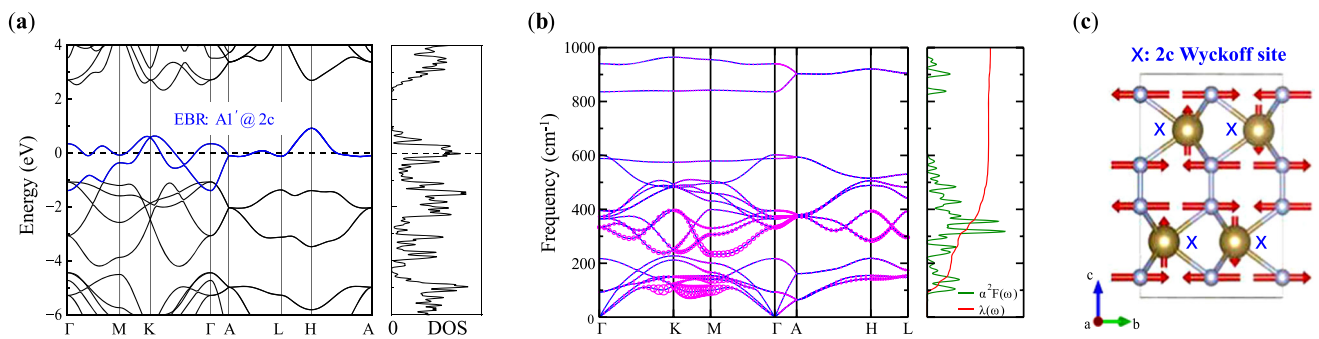 (a)
4
2
0
−2
−4
−6
Energy (eV)
EBR: A1'@2c
Γ M K Γ A L H A
0 DOS
(b)
1000
800
600
400
200
0
Frequency (cm⁻¹)
Γ K M Γ A H L
α²F(ω)
λ(ω)
(c)
X: 2c Wyckoff site
X X
X X
c
a b